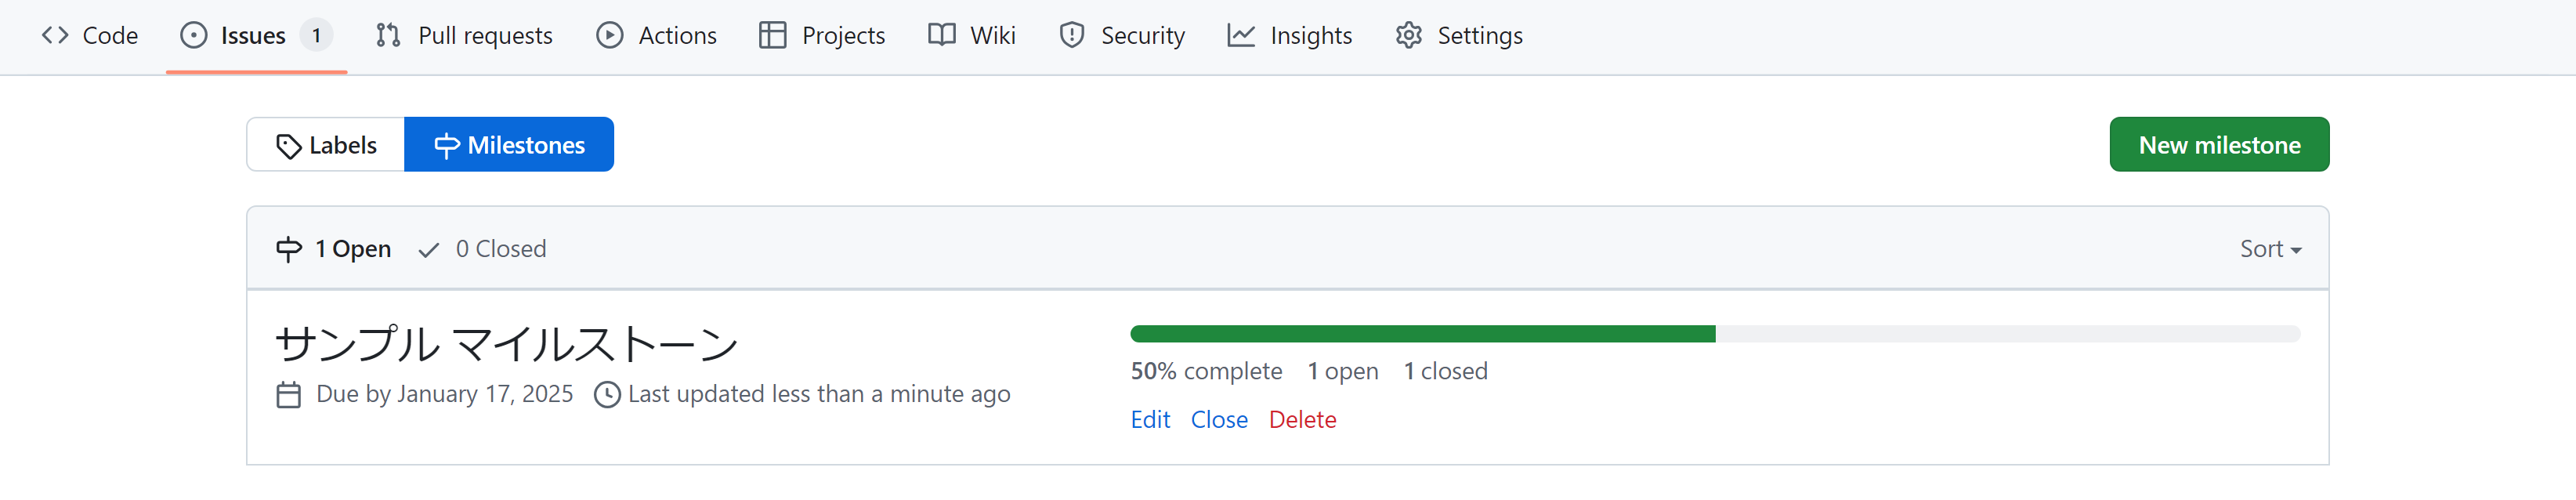 Code Issues 1 Pull requests Actions Projects Wiki Security Insights Settings
Labels Milestones New milestone
1 Open 0 Closed Sort
サンプル マイルストーン
Due by January 17, 2025 Last updated less than a minute ago
50% complete 1 open 1 closed
Edit Close Delete